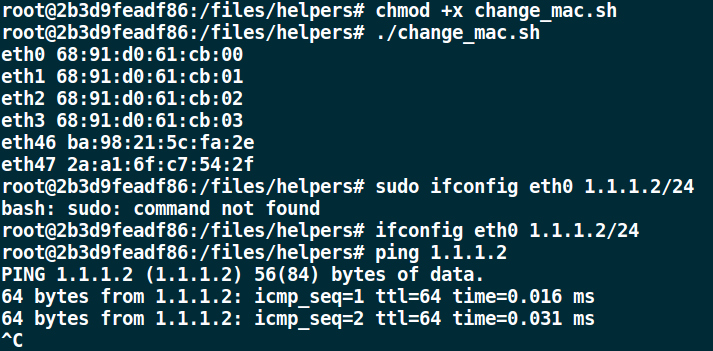 root@2b3d9feadf86:/files/helpers# chmod +x change_mac.sh
root@2b3d9feadf86:/files/helpers# ./change_mac.sh
eth0 68:91:d0:61:cb:00
eth1 68:91:d0:61:cb:01
eth2 68:91:d0:61:cb:02
eth3 68:91:d0:61:cb:03
eth46 ba:98:21:5c:fa:2e
eth47 2a:a1:6f:c7:54:2f
root@2b3d9feadf86:/files/helpers# sudo ifconfig eth0 1.1.1.2/24
bash: sudo: command not found
root@2b3d9feadf86:/files/helpers# ifconfig eth0 1.1.1.2/24
root@2b3d9feadf86:/files/helpers# ping 1.1.1.2
PING 1.1.1.2 (1.1.1.2) 56(84) bytes of data.
64 bytes from 1.1.1.2: icmp_seq=1 ttl=64 time=0.016 ms
64 bytes from 1.1.1.2: icmp_seq=2 ttl=64 time=0.031 ms
^C